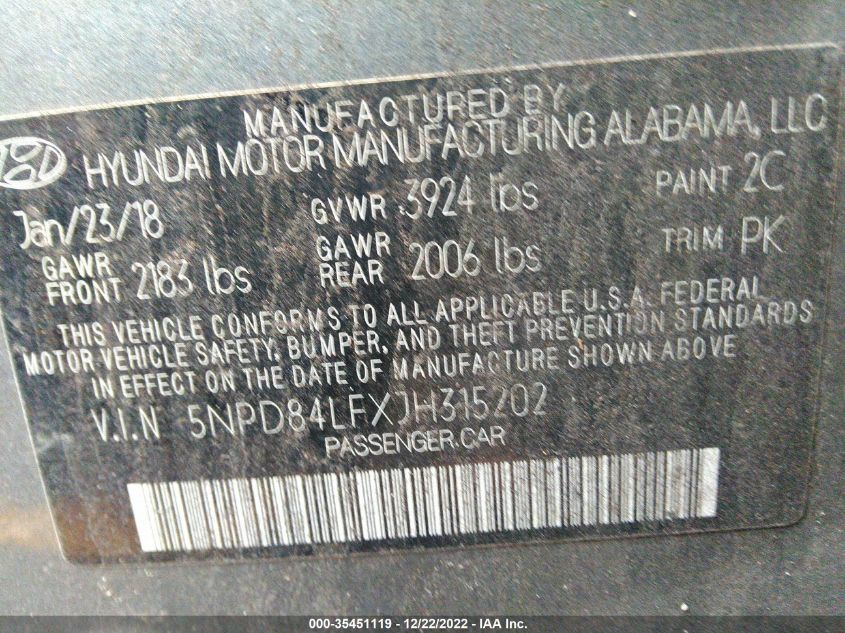 MANUFACTURED BY
HYUNDAI MOTOR MANUFACTURING ALABAMA, LLC
Jan/23/18 GVWR :3924 lbs PAINT 2C
GAWR FRONT 2183 lbs GAWR REAR 2006 lbs TRIM PK
THIS VEHICLE CONFORMS TO ALL APPLICABLE U.S.A. FEDERAL
MOTOR VEHICLE SAFETY, BUMPER, AND THEFT PREVENTION STANDARDS
IN EFFECT ON THE DATE OF MANUFACTURE SHOWN ABOVE
V.I.N 5NPD84LFXJH315202
PASSENGER CAR
000-35451119 - 12/22/2022 - IAA Inc.